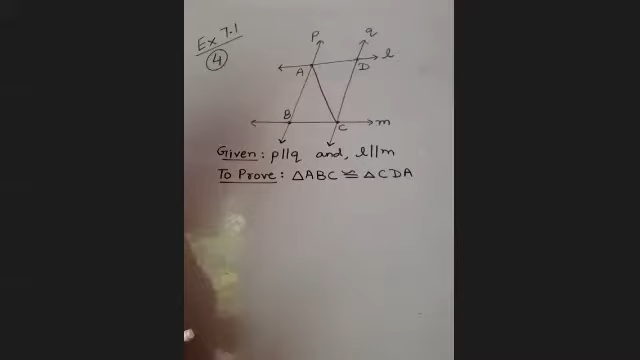 Ex 7.1
4
p
q
A
D
l
B
C
m
Given: p||q and, l||m
To Prove: △ABC ≅ △CDA